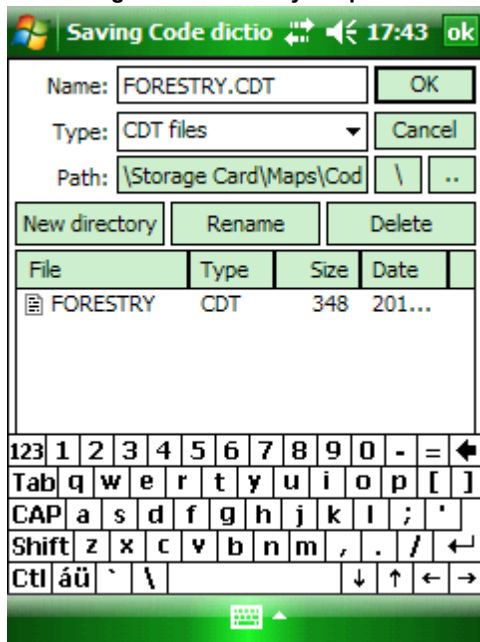 Saving Code dictio 17:43 ok
Name: FORESTRY.CDT OK
Type: CDT files Cancel
Path: \Storage Card\Maps\Cod \ ..
New directory Rename Delete
File Type Size Date
FORESTRY CDT 348 201...
123 1 2 3 4 5 6 7 8 9 0 - =
Tab q w e r t y u i o p [ ]
CAP a s d f g h j k l ; '
Shift z x c v b n m , . / ↵
Ctl áü ` \ ↓ ↑ ← →